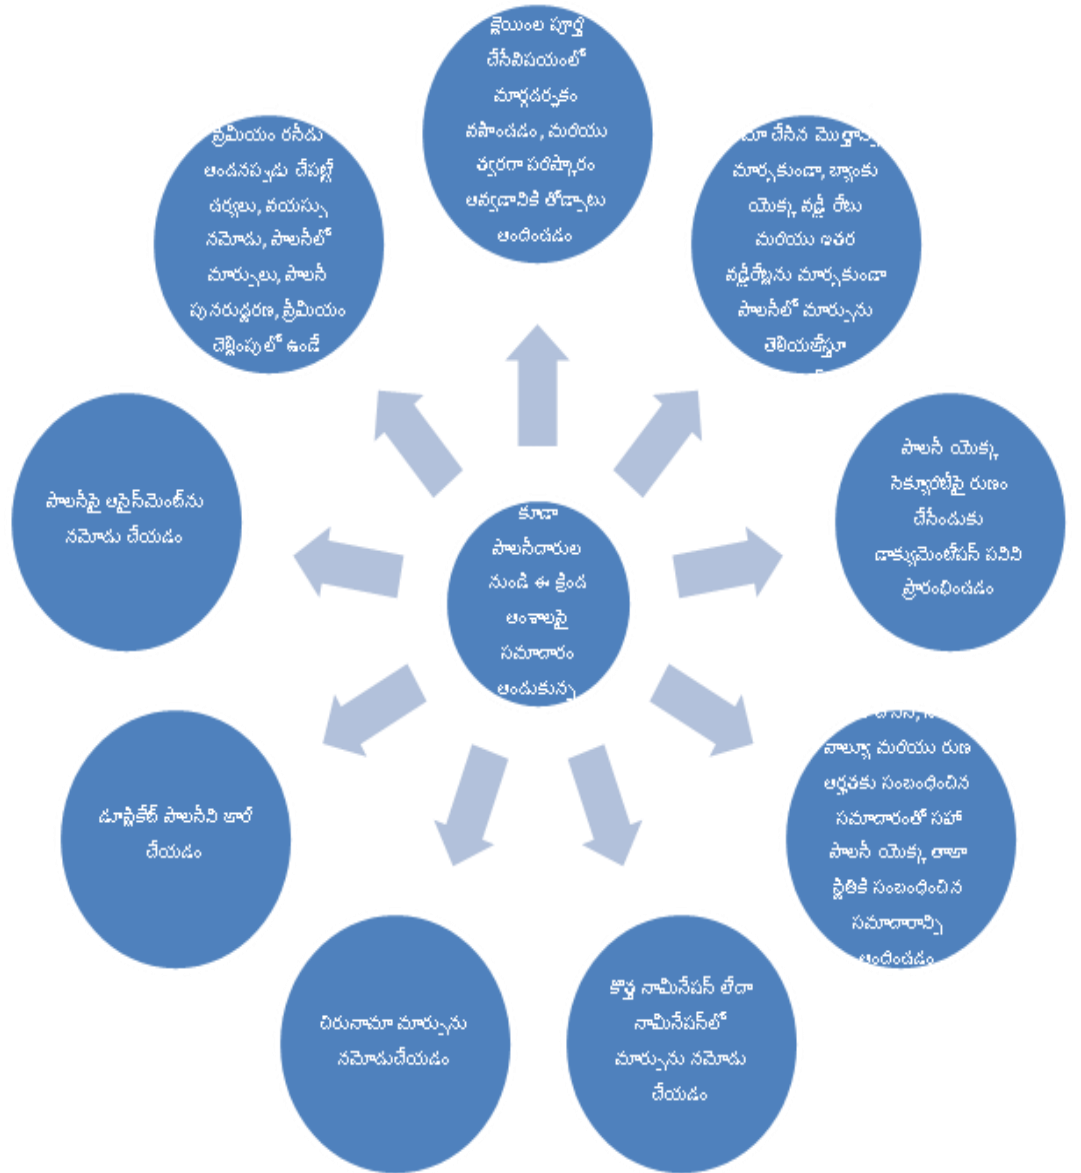 క్లెయింల పూర్తి
చేసేవిషయంలో
మార్గదర్శకం
వహించడం, మరియు
త్వరగా పరిష్కారం
అవ్వడానికి తోడ్పాటు
అందించడం
చేసిన మొత్తాన్ని
మార్చకుండా, బ్యాంకు
యొక్క వడ్డీ రేటు
మరియు ఇతర
వడ్డీరేట్లను మార్చకుండా
పాలసీలో మార్పును
తెలియజేస్తూ
పాలసీ యొక్క
సెక్యూరిటీపై రుణం
చేసేందుకు
డాక్యుమెంటేషన్ పనిని
ప్రారంభించడం
వాల్యూ మరియు రుణ
అర్హతకు సంబంధించిన
సమాచారంతో సహా
పాలసీ యొక్క తాజా
స్థితికి సంబంధించిన
సమాచారాన్ని
అందించడం
కొత్త నామినేషన్ లేదా
నామినేషన్‌లో
మార్పును నమోదు
చేయడం
చిరునామా మార్పును
నమోదుచేయడం
డూప్లికేట్ పాలసీని జారీ
చేయడం
పాలసీపై అసైన్‌మెంట్‌ను
నమోదు చేయడం
ప్రీమియం రసీదు
అందనప్పుడు చేపట్టే
చర్యలు, వయస్సు
నమోదు, పాలసీలో
మార్పులు, పాలసీ
పునరుద్ధరణ, ప్రీమియం
చెల్లింపులో ఉండే
కూడా
పాలసీదారుల
నుండి ఈ క్రింద
అంశాలపై
సమాచారం
అందుకున్న